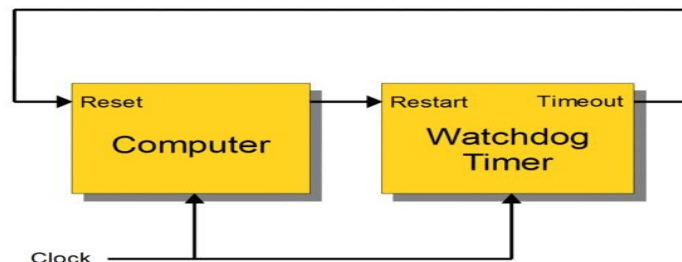 Reset
Computer
Restart Timeout
Watchdog
Timer
Clock